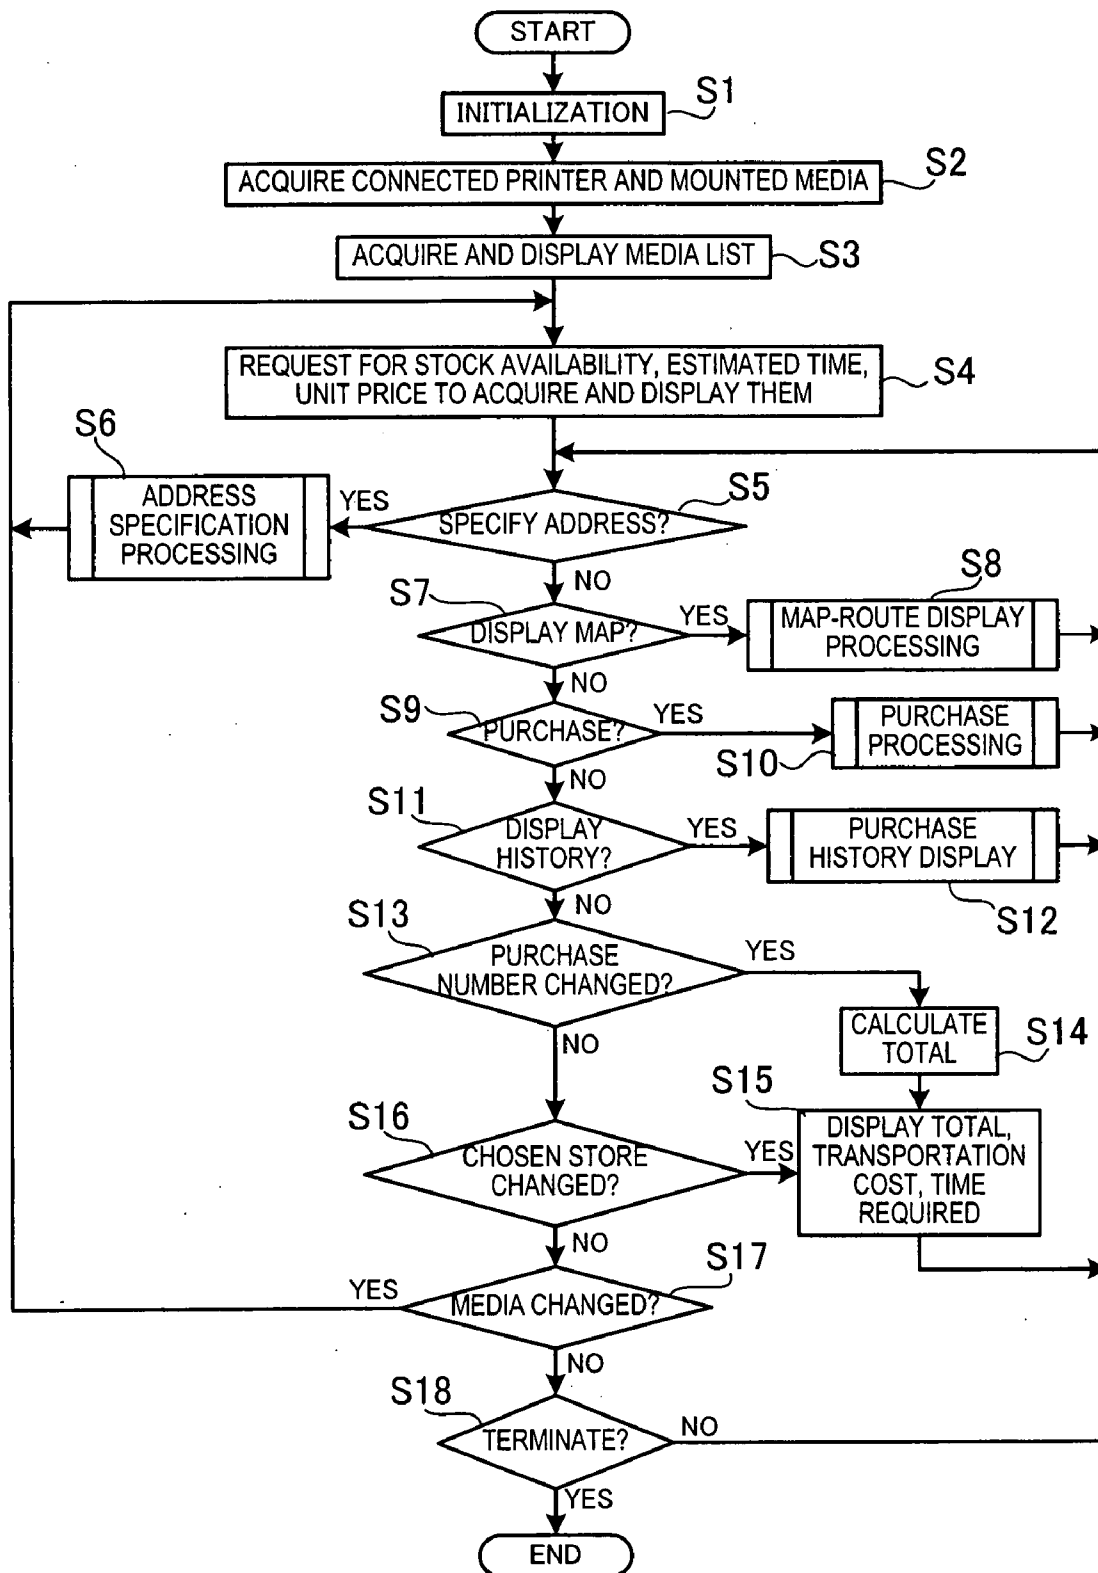 START
INITIALIZATION
S1
ACQUIRE CONNECTED PRINTER AND MOUNTED MEDIA
S2
ACQUIRE AND DISPLAY MEDIA LIST
S3
REQUEST FOR STOCK AVAILABILITY, ESTIMATED TIME,
UNIT PRICE TO ACQUIRE AND DISPLAY THEM
S4
S6
ADDRESS
SPECIFICATION
PROCESSING
YES
SPECIFY ADDRESS?
S5
NO
S7
DISPLAY MAP?
YES
S8
MAP-ROUTE DISPLAY
PROCESSING
NO
S9
PURCHASE?
YES
S10
PURCHASE
PROCESSING
NO
S11
DISPLAY
HISTORY?
YES
PURCHASE
HISTORY DISPLAY
S12
NO
S13
PURCHASE
NUMBER CHANGED?
YES
CALCULATE
TOTAL
S14
NO
S15
DISPLAY TOTAL,
TRANSPORTATION
COST, TIME
REQUIRED
S16
CHOSEN STORE
CHANGED?
YES
NO
S17
MEDIA CHANGED?
YES
NO
S18
TERMINATE?
NO
YES
END